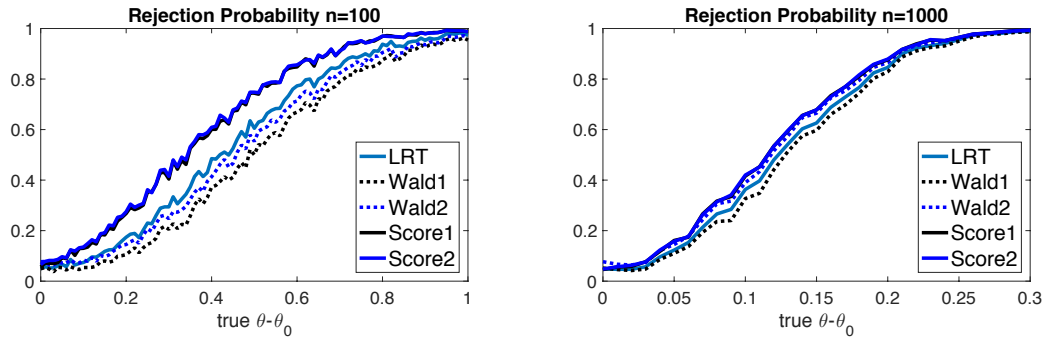 Rejection Probability n=100
1
0.8
0.6
0.4
0.2
0
0
0.2
0.4
0.6
0.8
1
LRT
Wald1
Wald2
Score1
Score2
true θ-θ0
Rejection Probability n=1000
1
0.8
0.6
0.4
0.2
0
0
0.05
0.1
0.15
0.2
0.25
0.3
LRT
Wald1
Wald2
Score1
Score2
true θ-θ0